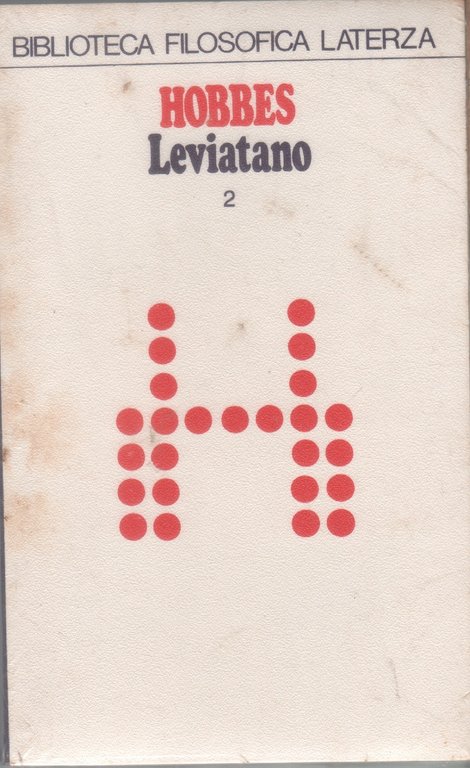 BIBLIOTECA FILOSOFICA LATERZA
HOBBES
Leviatano
2